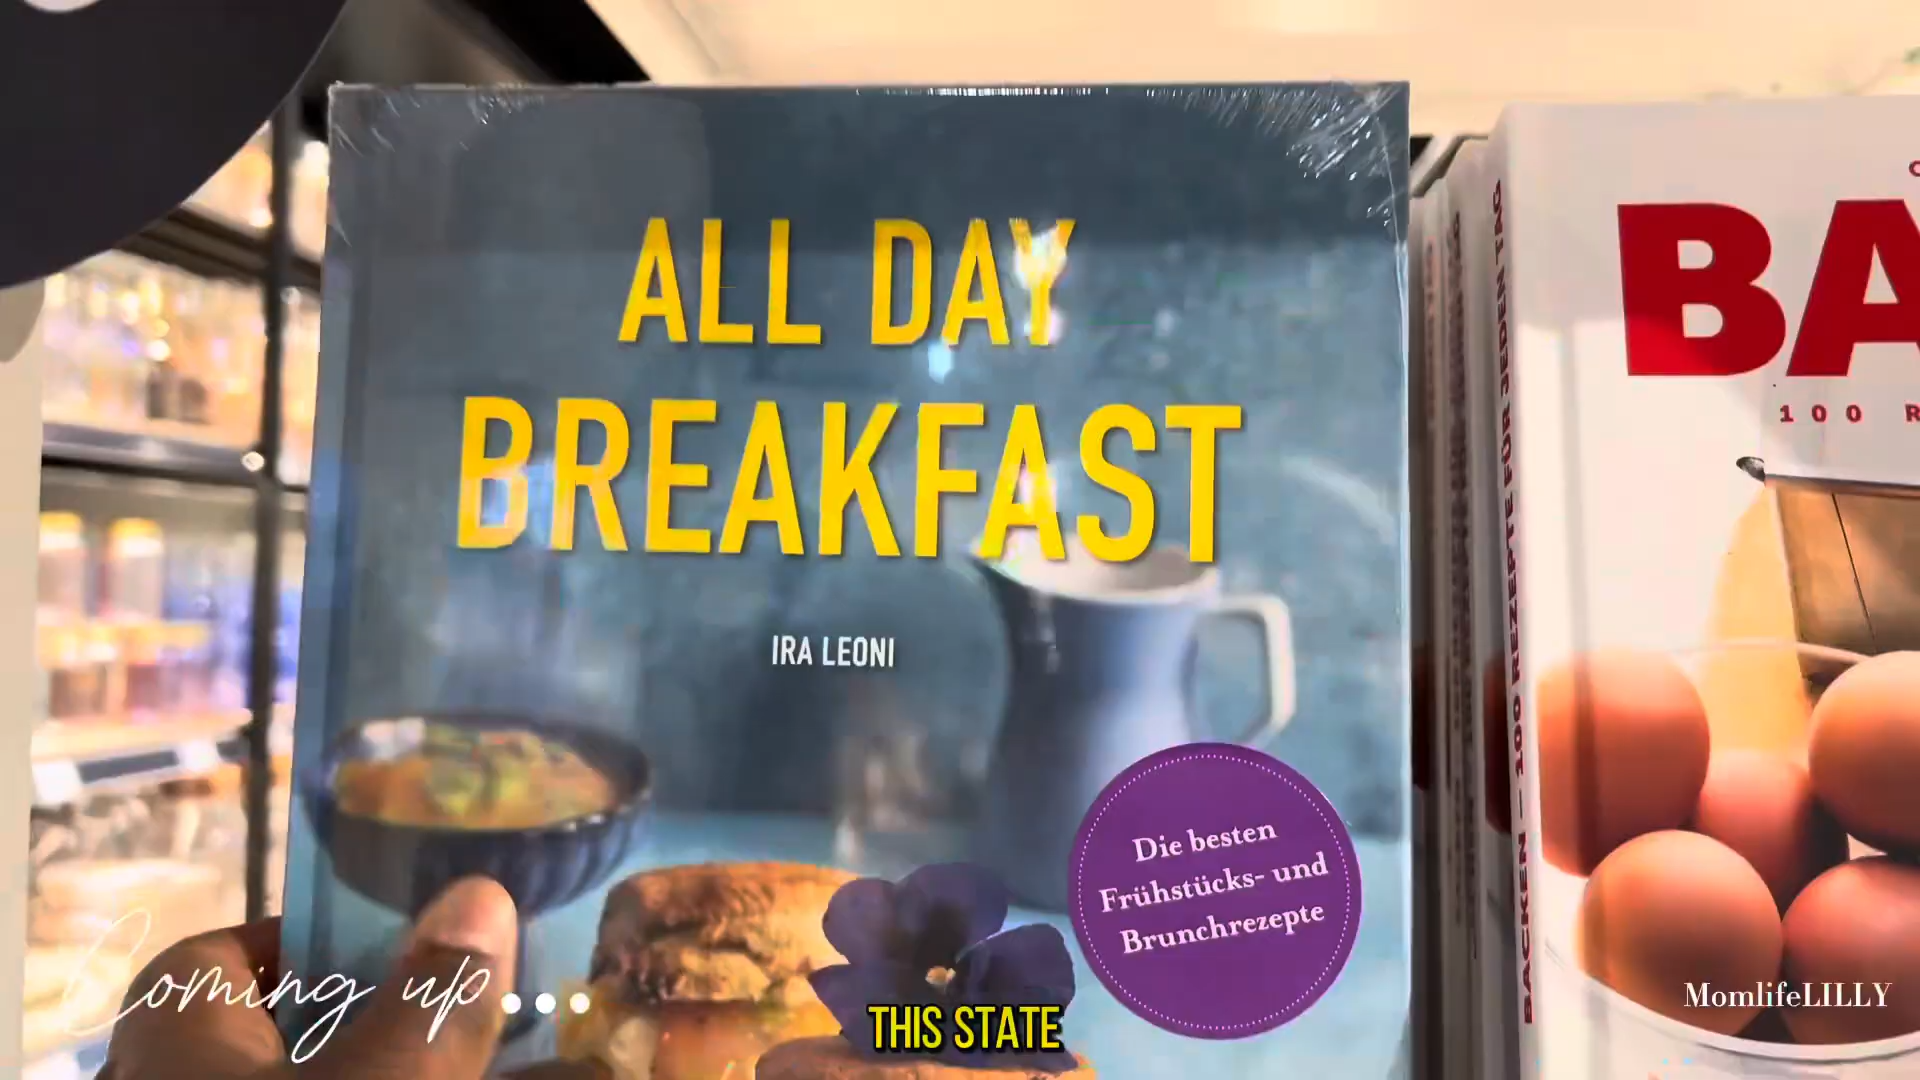 ALL DAY
BREAKFAST
IRA LEONI
Die besten
Frühstücks- und
Brunchrezepte
BACKEN – 100 REZEPTE FÜR JEDEN TAG
BA
100 R
Coming up...
THIS STATE
MomlifeLILLY